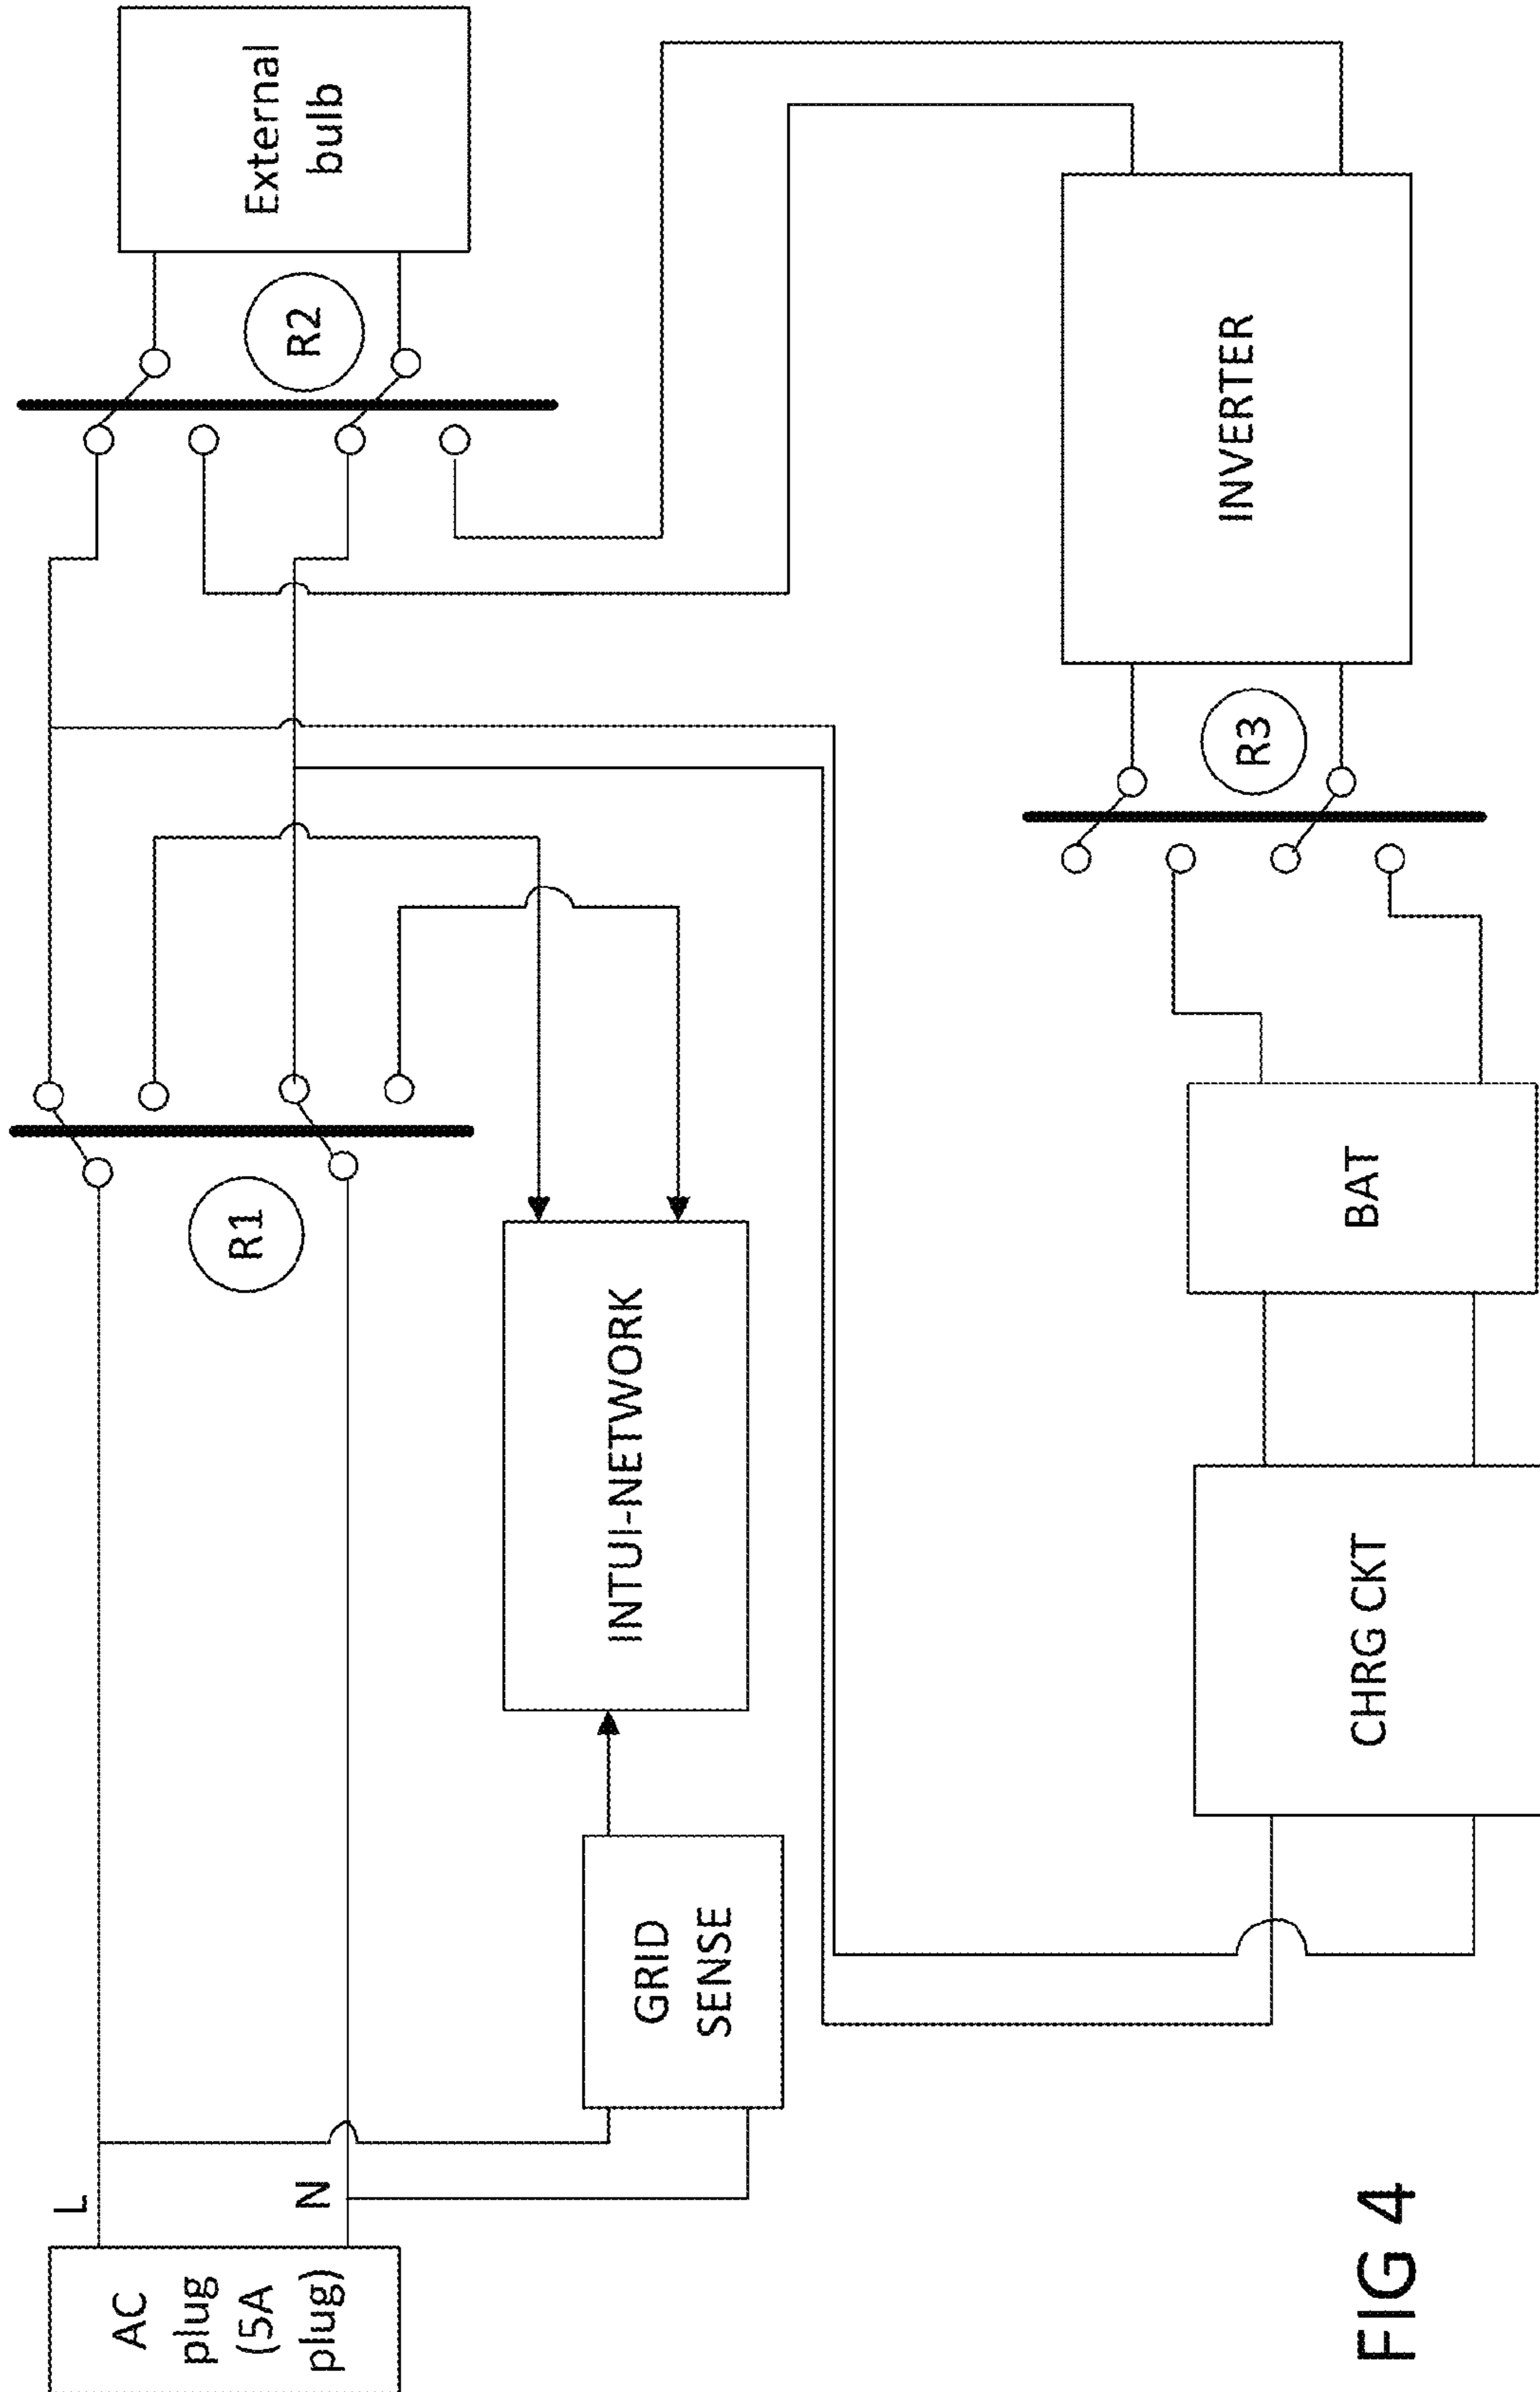 AC
plug
(5A
plug)
L
N
R1
R2
External
bulb
GRID
SENSE
INTUI-NETWORK
CHRG CKT
BAT
R3
INVERTER
FIG 4